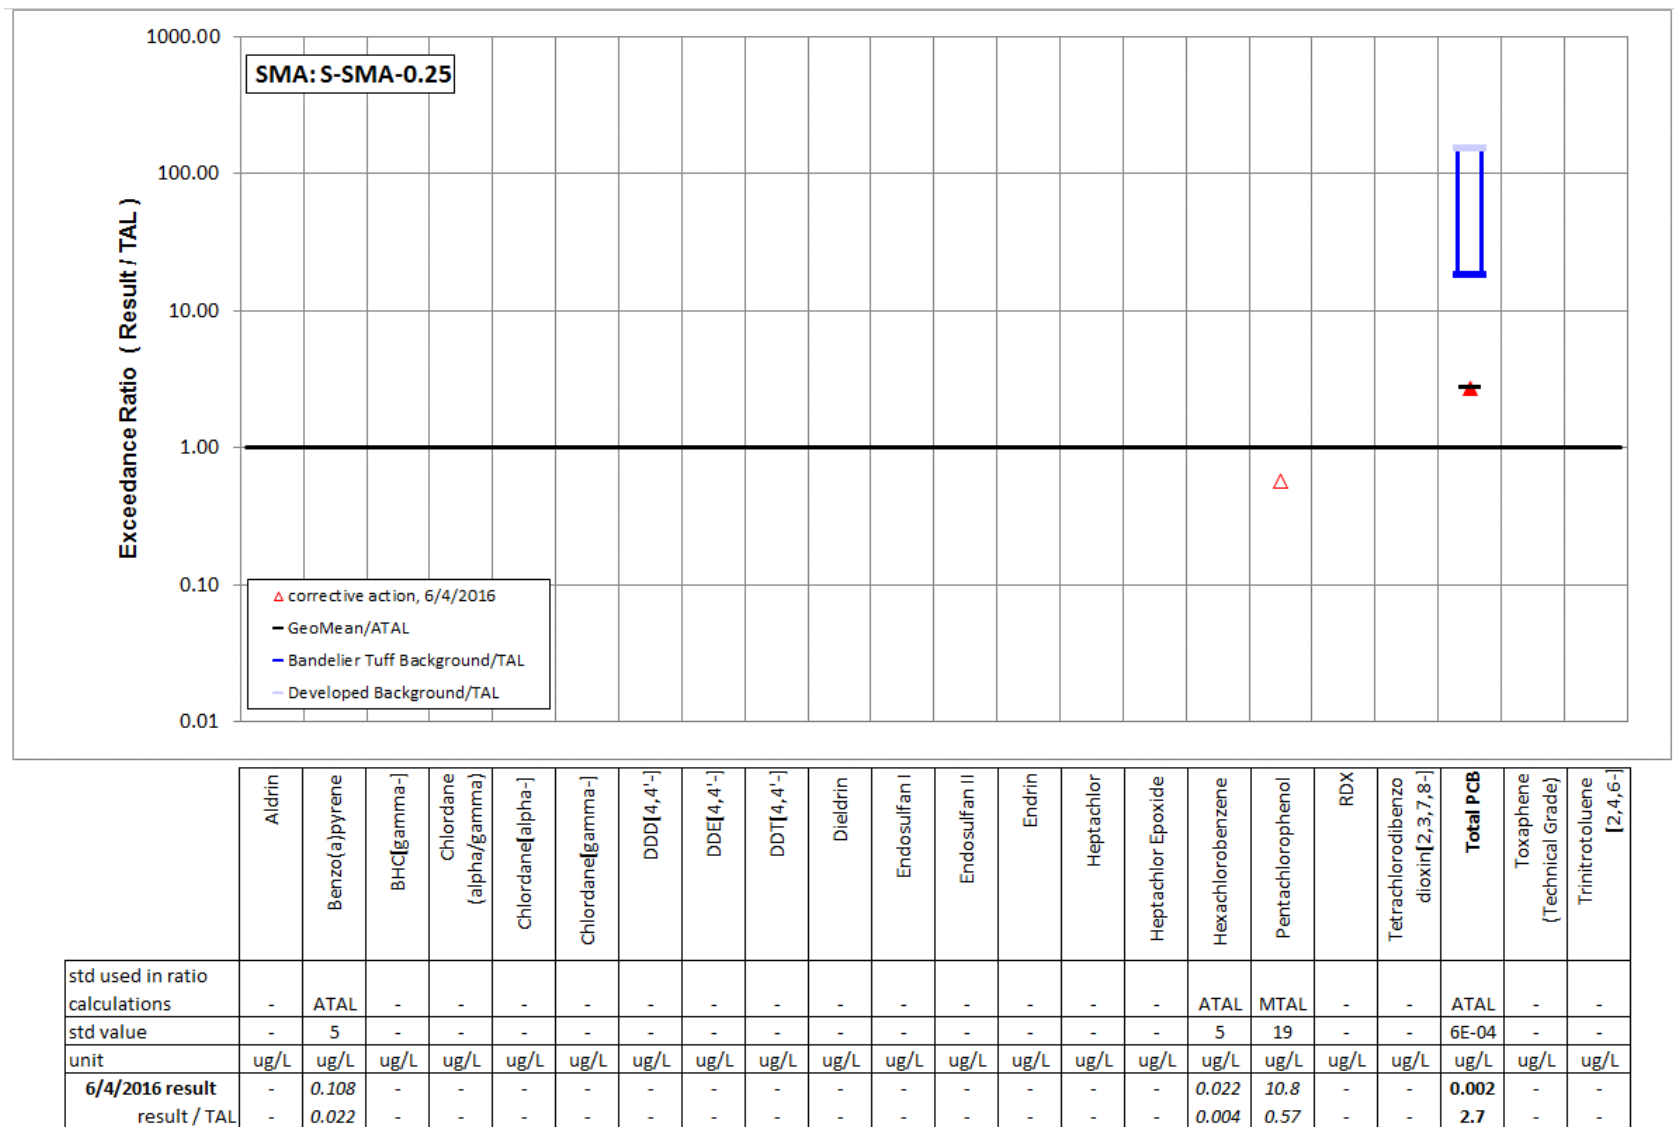 1000.00
SMA: S-SMA-0.25
100.00
10.00
1.00
0.10
0.01
Exceedance Ratio ( Result / TAL )
corrective action, 6/4/2016
GeoMean/ATAL
Bandelier Tuff Background/TAL
Developed Background/TAL
Aldrin
Benzo(a)pyrene
BHC[gamma-]
Chlordane
(alpha/gamma)
Chlordane[alpha-]
Chlordane[gamma-]
DDD[4,4'-]
DDE[4,4'-]
DDT[4,4'-]
Dieldrin
Endosulfan I
Endosulfan II
Endrin
Heptachlor
Heptachlor Epoxide
Hexachlorobenzene
Pentachlorophenol
RDX
Tetrachlorodibenzo
dioxin[2,3,7,8-]
Total PCB
Toxaphene
(Technical Grade)
Trinitrotoluene
[2,4,6-]
std used in ratio
calculations - ATAL - - - - - - - - - - - - - ATAL MTAL - - ATAL - -
std value - 5 - - - - - - - - - - - - - 5 19 - - 6E-04 - -
unit ug/L ug/L ug/L ug/L ug/L ug/L ug/L ug/L ug/L ug/L ug/L ug/L ug/L ug/L ug/L ug/L ug/L ug/L ug/L ug/L ug/L ug/L
6/4/2016 result - 0.108 - - - - - - - - - - - - - 0.022 10.8 - - 0.002 - -
result / TAL - 0.022 - - - - - - - - - - - - - 0.004 0.57 - - 2.7 - -